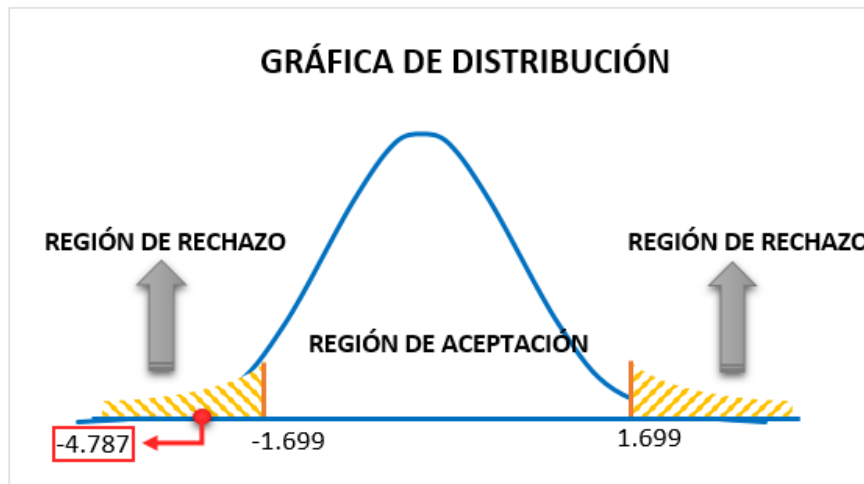 GRÁFICA DE DISTRIBUCIÓN
REGIÓN DE RECHAZO
REGIÓN DE RECHAZO
REGIÓN DE ACEPTACIÓN
-4.787
-1.699
1.699